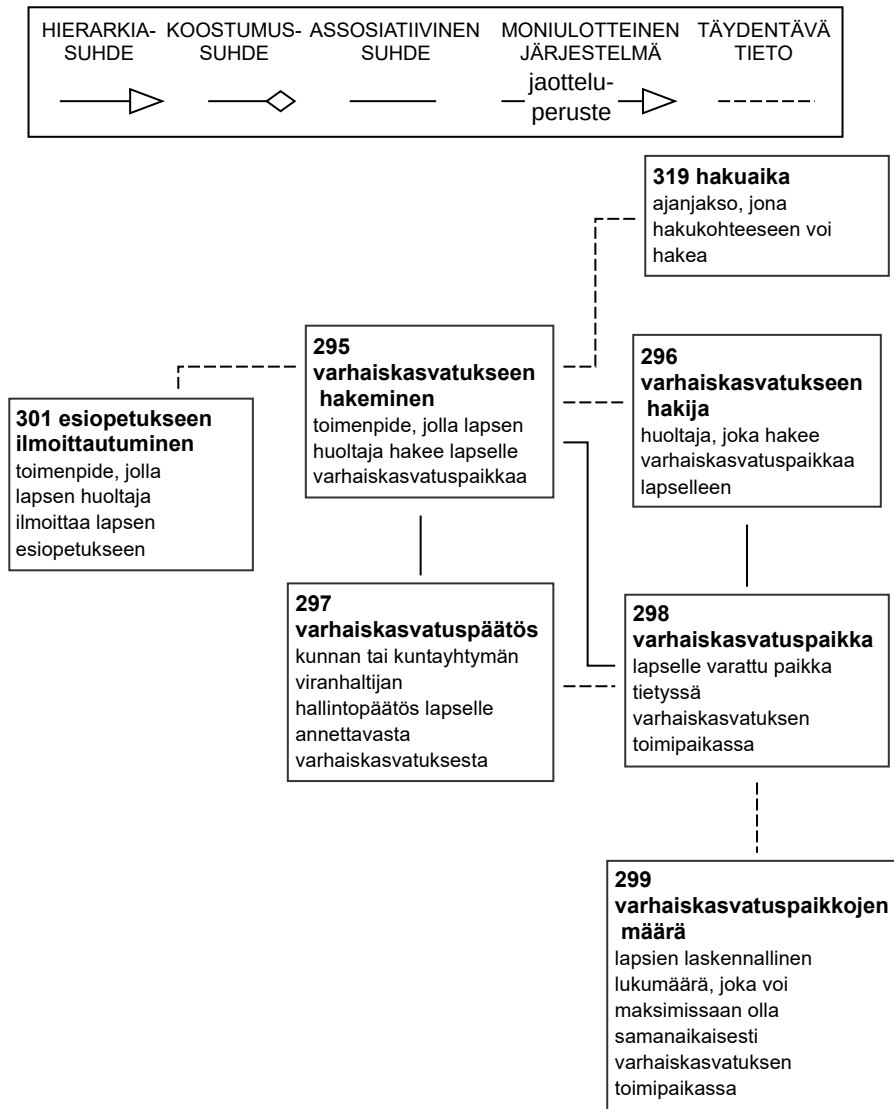 HIERARKIA-
SUHDE
KOOSTUMUS-
SUHDE
ASSOSIATIIVINEN
SUHDE
MONIULOTTEINEN
JÄRJESTELMÄ
TÄYDENTÄVÄ
TIETO
jaottelu-
peruste
319 hakuaika
ajanjakso, jona
hakukohteeseen voi
hakea
295
varhaiskasvatukseen
hakeminen
toimenpide, jolla lapsen
huoltaja hakee lapselle
varhaiskasvatuspaikkaa
296
varhaiskasvatukseen
hakija
huoltaja, joka hakee
varhaiskasvatuspaikkaa
lapselleen
301 esiopetukseen
ilmoittautuminen
toimenpide, jolla
lapsen huoltaja
ilmoittaa lapsen
esiopetukseen
297
varhaiskasvatuspäätös
kunnan tai kuntayhtymän
viranhaltijan
hallintopäätös lapselle
annettavasta
varhaiskasvatuksesta
298
varhaiskasvatuspaikka
lapselle varattu paikka
tietyssä
varhaiskasvatuksen
toimipaikassa
299
varhaiskasvatuspaikkojen
määrä
lapsien laskennallinen
lukumäärä, joka voi
maksimissaan olla
samanaikaisesti
varhaiskasvatuksen
toimipaikassa